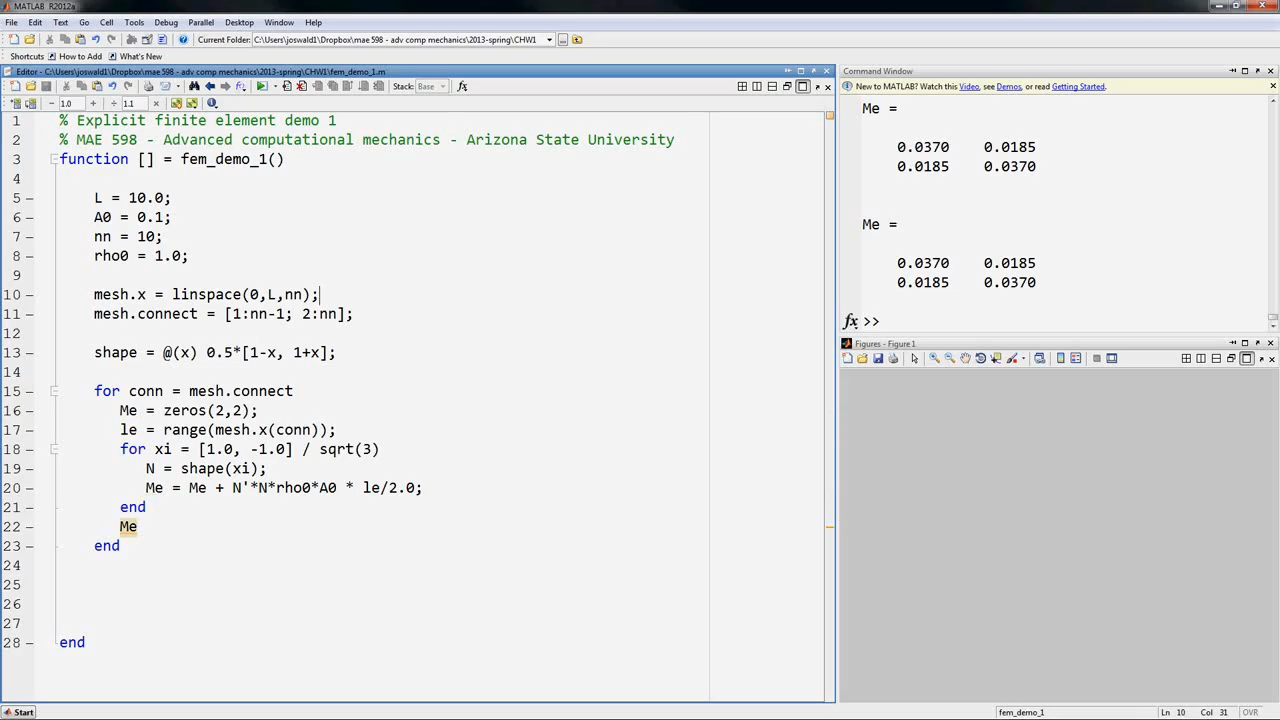 MATLAB R2012a
File Edit Text Go Cell Tools Debug Parallel Desktop Window Help
Current Folder: C:\Users\joswald1\Dropbox\mae 598 - adv comp mechanics\2013-spring\CHW1
Shortcuts How to Add What's New
Editor - C:\Users\joswald1\Dropbox\mae 598 - adv comp mechanics\2013-spring\CHW1\fem_demo_1.m
Stack: Base
1.0 1.1
1 % Explicit finite element demo 1
2 % MAE 598 - Advanced computational mechanics - Arizona State University
3 function [] = fem_demo_1()
4
5 L = 10.0;
6 A0 = 0.1;
7 nn = 10;
8 rho0 = 1.0;
9
10 mesh.x = linspace(0,L,nn);
11 mesh.connect = [1:nn-1; 2:nn];
12
13 shape = @(x) 0.5*[1-x, 1+x];
14
15 for conn = mesh.connect
16 Me = zeros(2,2);
17 le = range(mesh.x(conn));
18 for xi = [1.0, -1.0] / sqrt(3)
19 N = shape(xi);
20 Me = Me + N'*N*rho0*A0 * le/2.0;
21 end
22 Me
23 end
24
25
26
27
28 end
Command Window
New to MATLAB? Watch this Video, see Demos, or read Getting Started.
Me =
0.0370 0.0185
0.0185 0.0370
Me =
0.0370 0.0185
0.0185 0.0370
fx >>
Figures - Figure 1
Start
fem_demo_1
Ln 10 Col 31 OVR